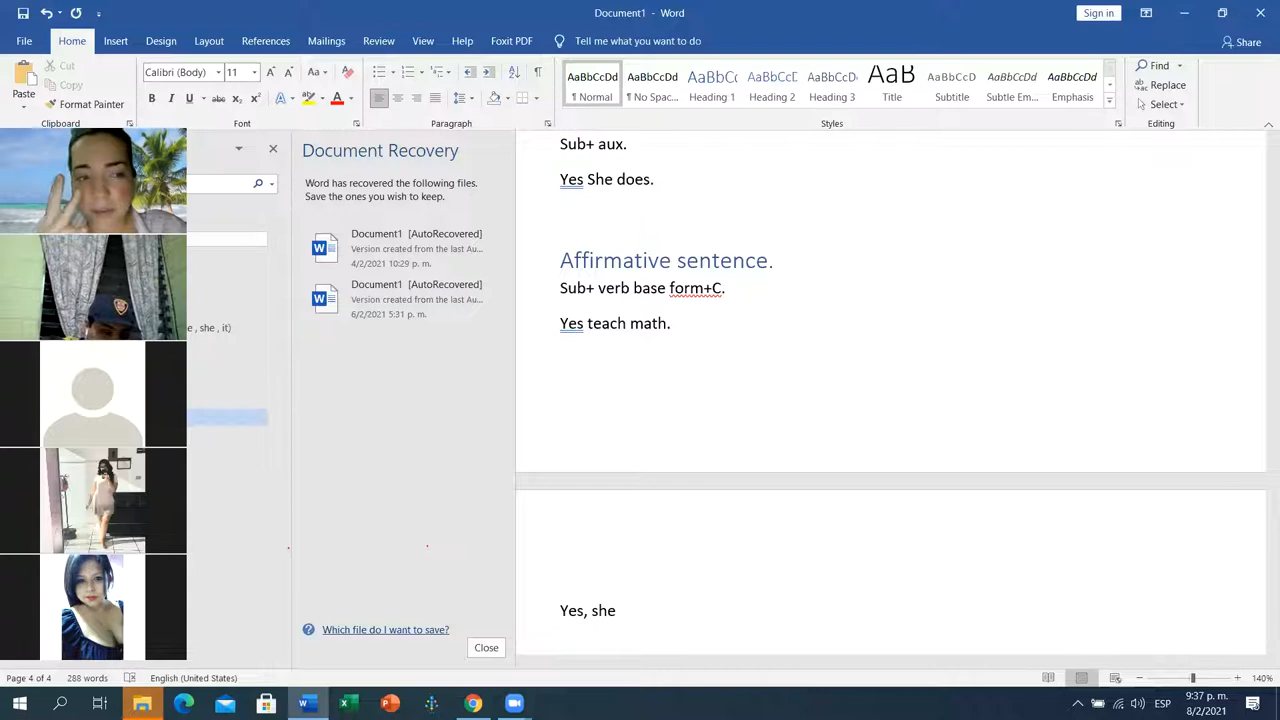 Document1 - Word
Sign in
File Home Insert Design Layout References Mailings Review View Help Foxit PDF Tell me what you want to do Share
Paste
Cut
Copy
Format Painter
Clipboard
Calibri (Body) 11
Font
Paragraph
AaBbCcDd AaBbCcDd AaBbC AaBbCcD AaBbCcD AaB AaBbCcD AaBbCcDd AaBbCcDd
¶ Normal ¶ No Spac... Heading 1 Heading 2 Heading 3 Title Subtitle Subtle Em... Emphasis
Styles
Find
Replace
Select
Editing
e , she , it)
Document Recovery
Word has recovered the following files.
Save the ones you wish to keep.
Document1 [AutoRecovered]
Version created from the last Au...
4/2/2021 10:29 p. m.
Document1 [AutoRecovered]
Version created from the last Au...
6/2/2021 5:31 p. m.
Which file do I want to save?
Close
Sub+ aux.
Yes She does.
Affirmative sentence.
Sub+ verb base form+C.
Yes teach math.
Yes, she
Page 4 of 4 288 words English (United States) 140%
ESP
9:37 p. m.
8/2/2021